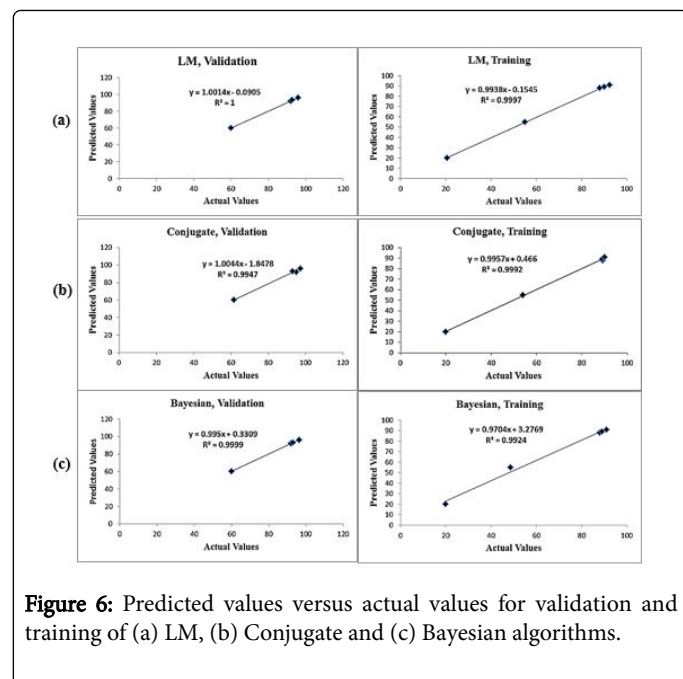 LM, Validation
y = 1.0014x - 0.0905
R² = 1
Predicted Values
120
100
80
60
40
20
0
0 20 40 60 80 100 120
Actual Values
LM, Training
y = 0.9938x - 0.1545
R² = 0.9997
Predicted Values
100
90
80
70
60
50
40
30
20
10
0
0 20 40 60 80 100
Actual Values
(a)
Conjugate, Validation
y = 1.0044x - 1.8478
R² = 0.9947
Predicted Values
120
100
80
60
40
20
0
0 20 40 60 80 100 120
Actual Values
Conjugate, Training
y = 0.9957x + 0.466
R² = 0.9992
Predicted Values
100
90
80
70
60
50
40
30
20
10
0
0 20 40 60 80 100
Actual Values
(b)
Bayesian, Validation
y = 0.995x + 0.3309
R² = 0.9999
Predicted Values
120
100
80
60
40
20
0
0 20 40 60 80 100 120
Actual Values
Bayesian, Training
y = 0.9704x + 3.2769
R² = 0.9924
Predicted Values
100
90
80
70
60
50
40
30
20
10
0
0 20 40 60 80 100
Actual Values
(c)
Figure 6: Predicted values versus actual values for validation and
training of (a) LM, (b) Conjugate and (c) Bayesian algorithms.